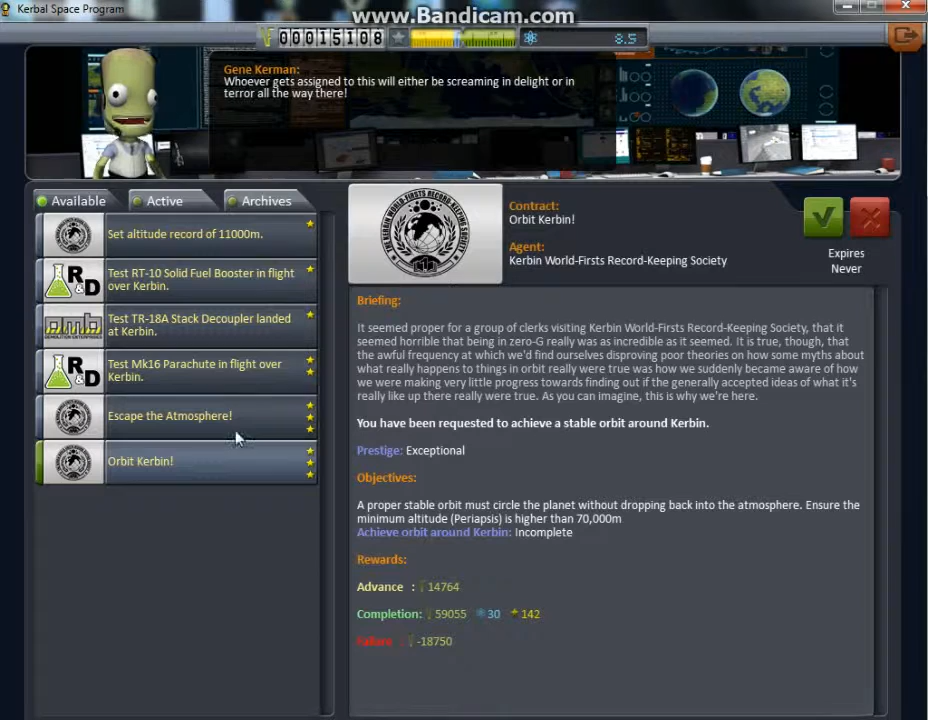 Kerbal Space Program
www.Bandicam.com
00015108
8.5
Gene Kerman:
Whoever gets assigned to this will either be screaming in delight or in
terror all the way there!
Available
Active
Archives
Set altitude record of 11000m.
R&D
Test RT-10 Solid Fuel Booster in flight
over Kerbin.
Test TR-18A Stack Decoupler landed
at Kerbin.
R&D
Test Mk16 Parachute in flight over
Kerbin.
Escape the Atmosphere!
Orbit Kerbin!
THE KERBIN WORLD-FIRSTS RECORD-KEEPING SOCIETY
1
Contract:
Orbit Kerbin!
Agent:
Kerbin World-Firsts Record-Keeping Society
Expires
Never
Briefing:
It seemed proper for a group of clerks visiting Kerbin World-Firsts Record-Keeping Society, that it
seemed horrible that being in zero-G really was as incredible as it seemed. It is true, though, that
the awful frequency at which we'd find ourselves disproving poor theories on how some myths about
what really happens to things in orbit really were true was how we suddenly became aware of how
we were making very little progress towards finding out if the generally accepted ideas of what it's
really like up there really were true. As you can imagine, this is why we're here.
You have been requested to achieve a stable orbit around Kerbin.
Prestige: Exceptional
Objectives:
A proper stable orbit must circle the planet without dropping back into the atmosphere. Ensure the
minimum altitude (Periapsis) is higher than 70,000m
Achieve orbit around Kerbin: Incomplete
Rewards:
Advance : 14764
Completion: 59055 30 142
Failure : -18750